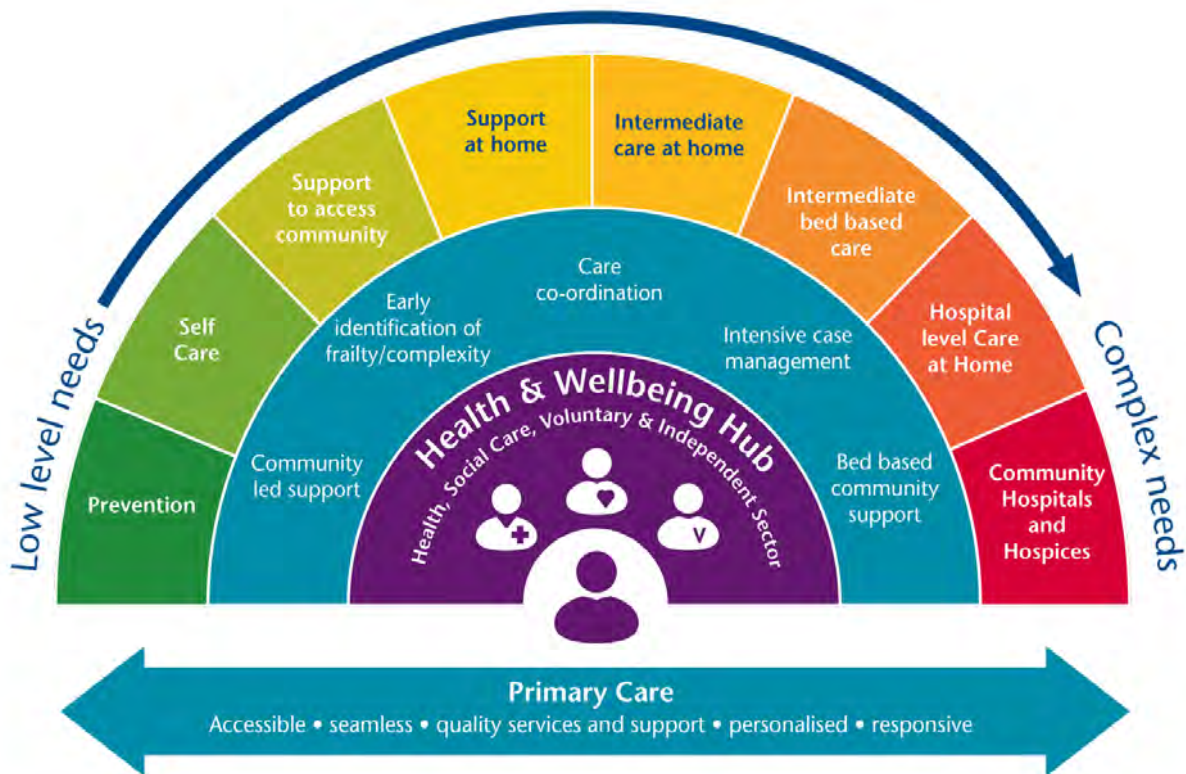 Low level needs
Complex needs
Prevention
Self
Care
Support
to access
community
Support
at home
Intermediate
care at home
Intermediate
bed based
care
Hospital
level Care
at Home
Community
Hospitals
and
Hospices
Community
led support
Early
identification of
frailty/complexity
Care
co-ordination
Intensive case
management
Bed based
community
support
Health & Wellbeing Hub
Health, Social Care, Voluntary & Independent Sector
V
Primary Care
Accessible • seamless • quality services and support • personalised • responsive